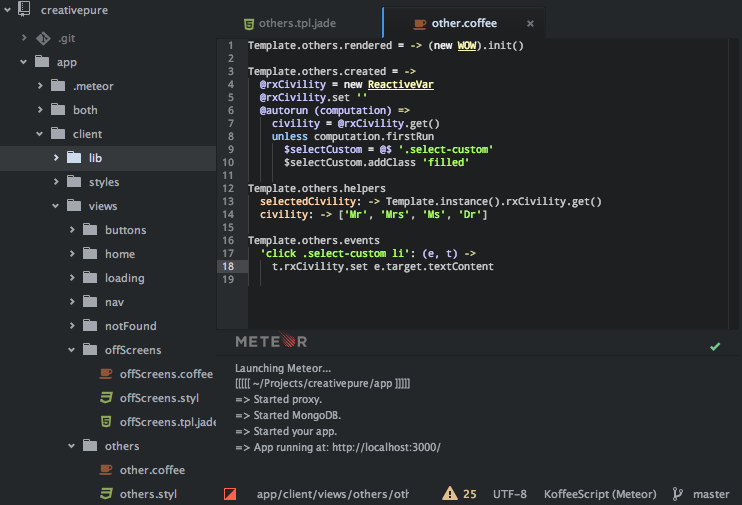 creativepure
.git
app
.meteor
both
client
lib
styles
views
buttons
home
loading
nav
notFound
offScreens
offScreens.coffee
offScreens.styl
offScreens.tpl.jade
others
other.coffee
others.styl
others.tpl.jade
other.coffee ×
1 Template.others.rendered = -> (new WOW).init()
2
3 Template.others.created = ->
4 @rxCivility = new ReactiveVar
5 @rxCivility.set ''
6 @autorun (computation) =>
7 civility = @rxCivility.get()
8 unless computation.firstRun
9 $selectCustom = @$ '.select-custom'
10 $selectCustom.addClass 'filled'
11
12 Template.others.helpers
13 selectedCivility: -> Template.instance().rxCivility.get()
14 civility: -> ['Mr', 'Mrs', 'Ms', 'Dr']
15
16 Template.others.events
17 'click .select-custom li': (e, t) ->
18 t.rxCivility.set e.target.textContent
19
METEOR
Launching Meteor...
[[[[[ ~/Projects/creativepure/app ]]]]]
=> Started proxy.
=> Started MongoDB.
=> Started your app.
=> App running at: http://localhost:3000/
app/client/views/others/oth 25 UTF-8 KoffeeScript (Meteor) master